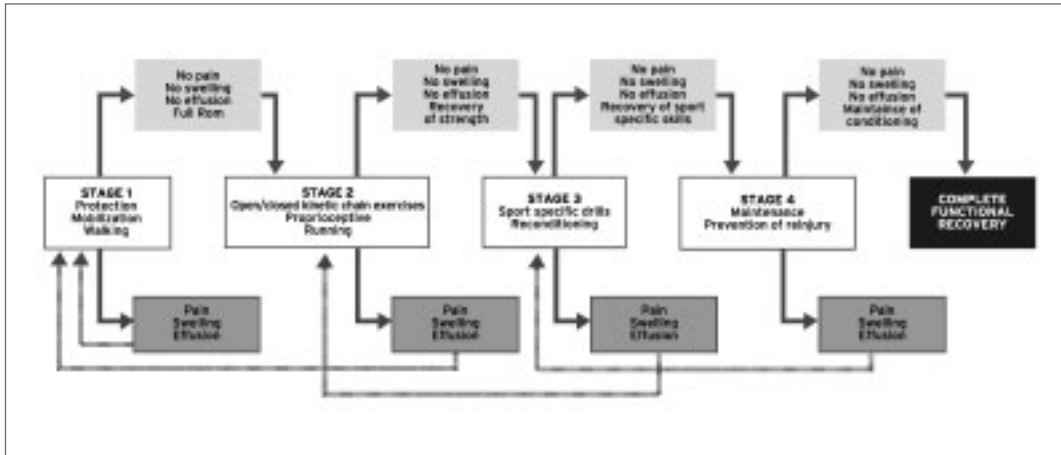 No pain
No swelling
No effusion
Full Rom
No pain
No swelling
No effusion
Recovery
of strength
No pain
No swelling
No effusion
Recovery of sport
specific skills
No pain
No swelling
No effusion
Maintainse of
conditioning
STAGE 1
Protection
Mobilization
Walking
STAGE 2
Open/closed kinetic chain exercises
Proprioceptive
Running
STAGE 3
Sport specific drills
Reconditioning
STAGE 4
Maintenance
Prevention of reinjury
COMPLETE
FUNCTIONAL
RECOVERY
Pain
Swelling
Effusion
Pain
Swelling
Effusion
Pain
Swelling
Effusion
Pain
Swelling
Effusion